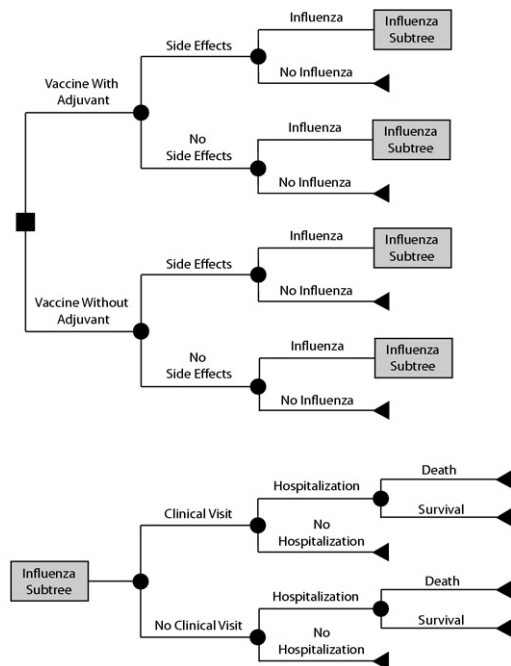 Influenza
Influenza
Subtree
Side Effects
No Influenza
Vaccine With
Adjuvant
Influenza
Influenza
Subtree
No
Side Effects
No Influenza
Influenza
Influenza
Subtree
Side Effects
No Influenza
Vaccine Without
Adjuvant
Influenza
Influenza
Subtree
No
Side Effects
No Influenza
Death
Hospitalization
Survival
Clinical Visit
No
Hospitalization
Influenza
Subtree
Death
Hospitalization
Survival
No Clinical Visit
No
Hospitalization